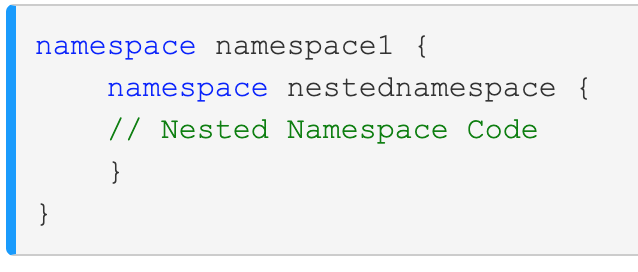 namespace namespace1 {
    namespace nestednamespace {
    // Nested Namespace Code
    }
}